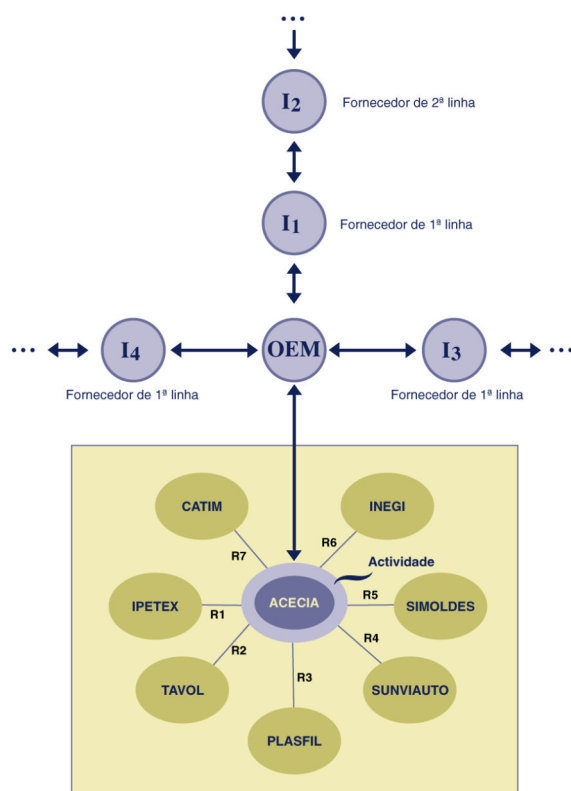 ...
I2
Fornecedor de 2ª linha
I1
Fornecedor de 1ª linha
... I4 OEM I3 ...
Fornecedor de 1ª linha Fornecedor de 1ª linha
CATIM INEGI
R7 R6
Actividade
IPETEX R1 ACECIA R5 SIMOLDES
R2 R4
TAVOL R3 SUNVIAUTO
PLASFIL